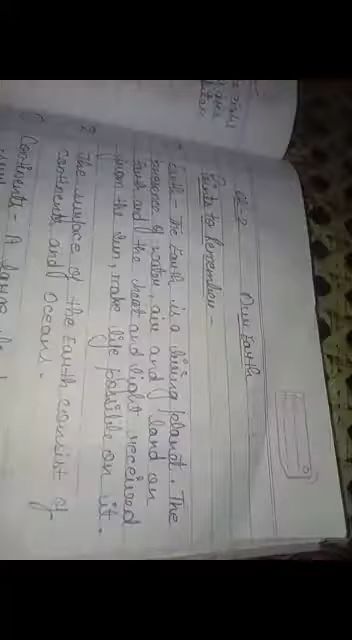 Ch-2 Our Earth
Points to Remember -
Earth - The Earth is a living planet. The
presence of water, air and land on
Earth and the heat and light received
from the sun, make life possible on it.
2 The surface of the Earth consist of
continents and Oceans.
Continents - A large